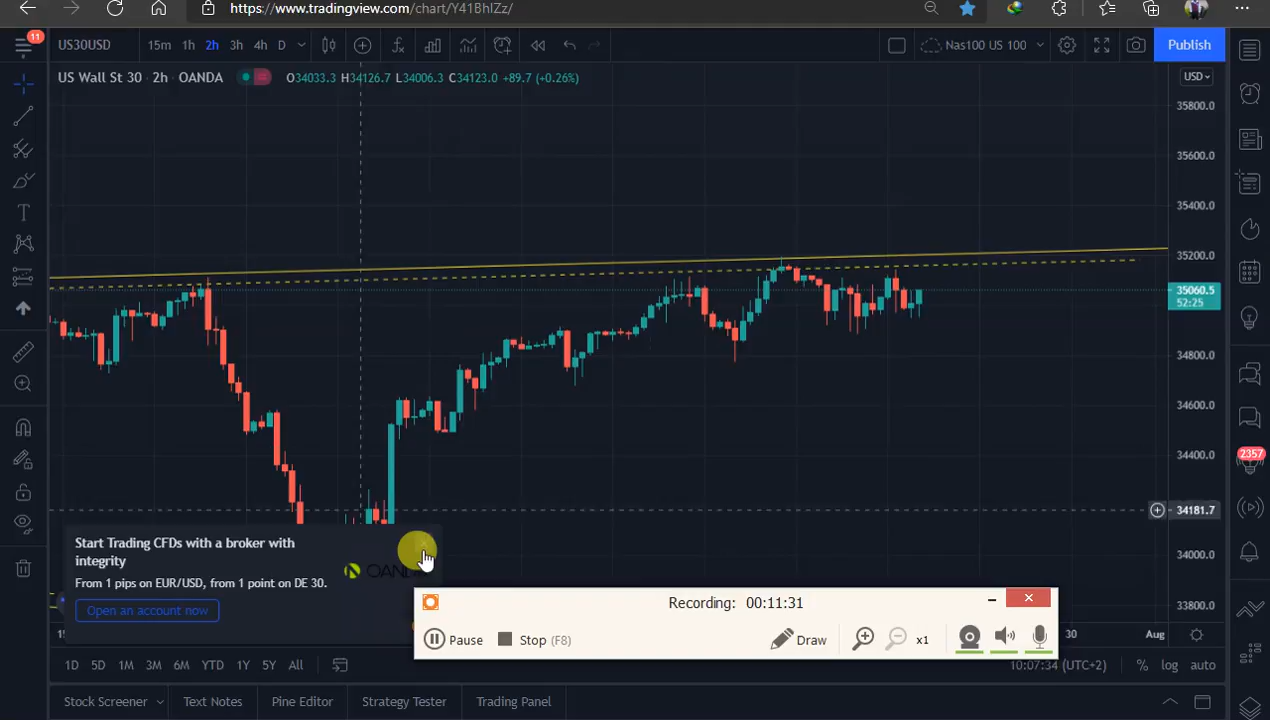 https://www.tradingview.com/chart/Y41BhIZz/
11
US30USD
15m 1h 2h 3h 4h D
Nas100 US 100
Publish
US Wall St 30 · 2h · OANDA
O34033.3 H34126.7 L34006.3 C34123.0 +89.7 (+0.26%)
USD
35800.0
35600.0
35400.0
35200.0
35060.5
52:25
34800.0
34600.0
34400.0
2357
34181.7
34000.0
33800.0
Start Trading CFDs with a broker with
integrity
OANDA
From 1 pips on EUR/USD, from 1 point on DE 30.
Open an account now
Recording: 00:11:31
Pause
Stop (F8)
Draw
x1
30
Aug
1D 5D 1M 3M 6M YTD 1Y 5Y All
10:07:34 (UTC+2)
% log auto
Stock Screener
Text Notes
Pine Editor
Strategy Tester
Trading Panel